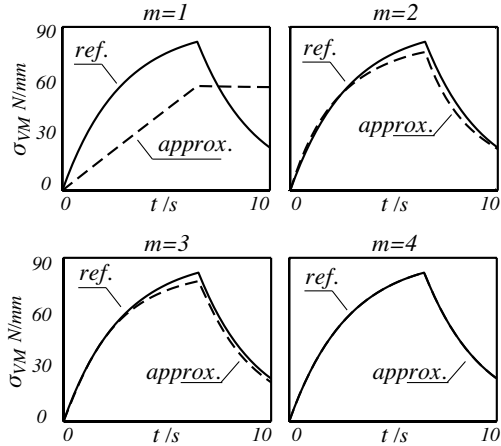 m=1
90
60
30
0
σVM N/mm
ref.
approx.
0
t /s
10
m=2
ref.
approx.
0
t /s
10
m=3
90
60
30
0
σVM N/mm
ref.
approx.
0
t /s
10
m=4
ref.
approx.
0
t /s
10